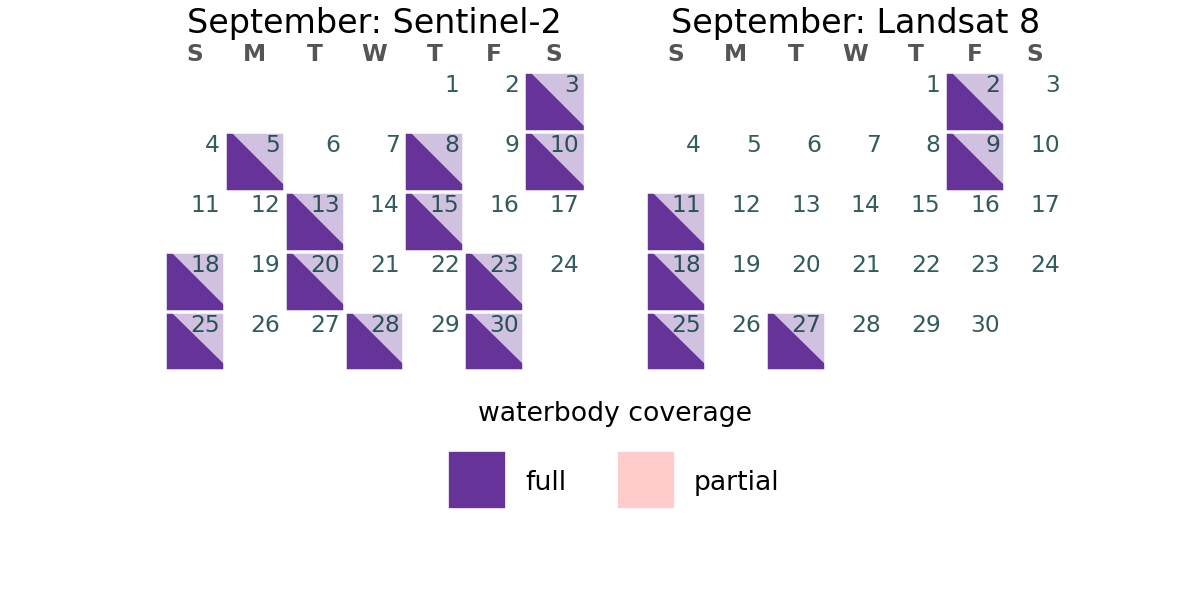 September: Sentinel-2
S M T W T F S
1 2 3
4 5 6 7 8 9 10
11 12 13 14 15 16 17
18 19 20 21 22 23 24
25 26 27 28 29 30
September: Landsat 8
S M T W T F S
1 2 3
4 5 6 7 8 9 10
11 12 13 14 15 16 17
18 19 20 21 22 23 24
25 26 27 28 29 30
waterbody coverage
full partial